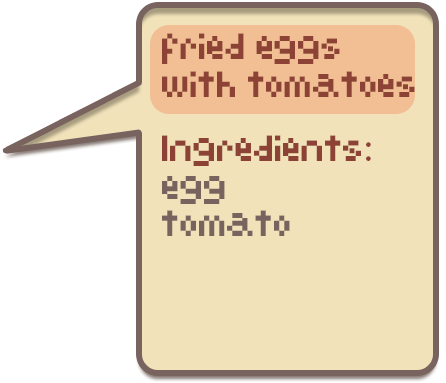 fried eggs
with tomatoes
Ingredients:
egg
tomato